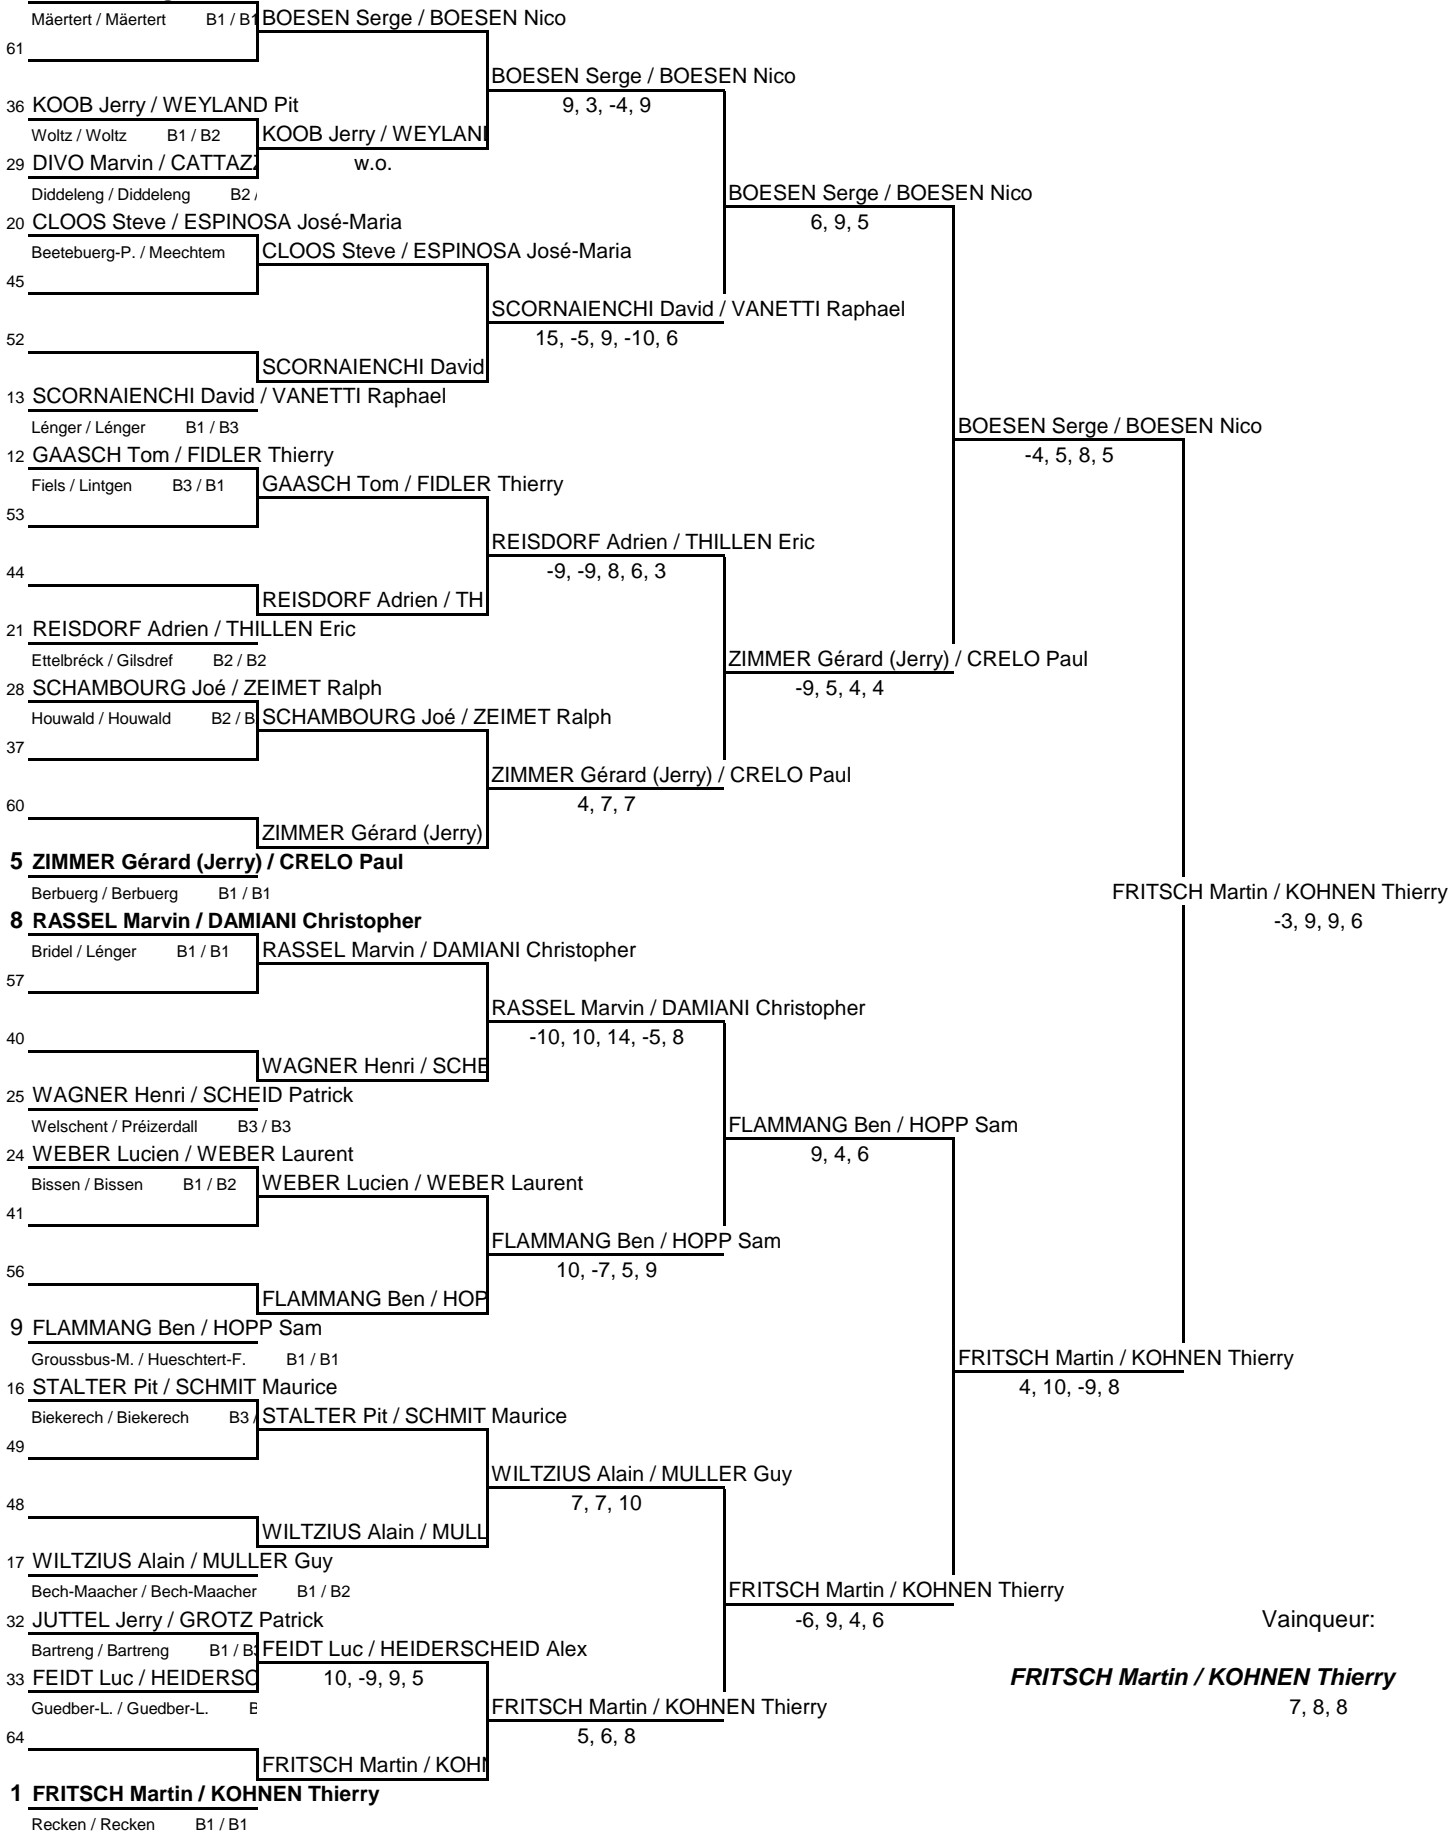 Mäertert / Mäertert B1 / B1
BOESEN Serge / BOESEN Nico
61
BOESEN Serge / BOESEN Nico
9, 3, -4, 9
36 KOOB Jerry / WEYLAND Pit
Woltz / Woltz B1 / B2
KOOB Jerry / WEYLAN
29 DIVO Marvin / CATTAZ
w.o.
Diddeleng / Diddeleng B2 /
BOESEN Serge / BOESEN Nico
6, 9, 5
20 CLOOS Steve / ESPINOSA José-Maria
Beetebuerg-P. / Meechtem
CLOOS Steve / ESPINOSA José-Maria
45
SCORNAIENCHI David / VANETTI Raphael
15, -5, 9, -10, 6
52
SCORNAIENCHI David
13 SCORNAIENCHI David / VANETTI Raphael
Lénger / Lénger B1 / B3
BOESEN Serge / BOESEN Nico
-4, 5, 8, 5
12 GAASCH Tom / FIDLER Thierry
Fiels / Lintgen B3 / B1
GAASCH Tom / FIDLER Thierry
53
REISDORF Adrien / THILLEN Eric
-9, -9, 8, 6, 3
44
REISDORF Adrien / TH
21 REISDORF Adrien / THILLEN Eric
Ettelbréck / Gilsdref B2 / B2
ZIMMER Gérard (Jerry) / CRELO Paul
-9, 5, 4, 4
28 SCHAMBOURG Joé / ZEIMET Ralph
Houwald / Houwald B2 / B
SCHAMBOURG Joé / ZEIMET Ralph
37
ZIMMER Gérard (Jerry) / CRELO Paul
4, 7, 7
60
ZIMMER Gérard (Jerry)
5 ZIMMER Gérard (Jerry) / CRELO Paul
Berbuerg / Berbuerg B1 / B1
FRITSCH Martin / KOHNEN Thierry
-3, 9, 9, 6
8 RASSEL Marvin / DAMIANI Christopher
Bridel / Lénger B1 / B1
RASSEL Marvin / DAMIANI Christopher
57
RASSEL Marvin / DAMIANI Christopher
-10, 10, 14, -5, 8
40
WAGNER Henri / SCHE
25 WAGNER Henri / SCHEID Patrick
Welschent / Préizerdall B3 / B3
FLAMMANG Ben / HOPP Sam
9, 4, 6
24 WEBER Lucien / WEBER Laurent
Bissen / Bissen B1 / B2
WEBER Lucien / WEBER Laurent
41
FLAMMANG Ben / HOPP Sam
10, -7, 5, 9
56
FLAMMANG Ben / HOP
9 FLAMMANG Ben / HOPP Sam
Groussbus-M. / Hueschtert-F. B1 / B1
FRITSCH Martin / KOHNEN Thierry
4, 10, -9, 8
16 STALTER Pit / SCHMIT Maurice
Biekerech / Biekerech B3 /
STALTER Pit / SCHMIT Maurice
49
WILTZIUS Alain / MULLER Guy
7, 7, 10
48
WILTZIUS Alain / MULL
17 WILTZIUS Alain / MULLER Guy
Bech-Maacher / Bech-Maacher B1 / B2
FRITSCH Martin / KOHNEN Thierry
-6, 9, 4, 6
Vainqueur:
32 JUTTEL Jerry / GROTZ Patrick
Bartreng / Bartreng B1 / B3
FEIDT Luc / HEIDERSCHEID Alex
33 FEIDT Luc / HEIDERSC
10, -9, 9, 5
FRITSCH Martin / KOHNEN Thierry
Guedber-L. / Guedber-L. B
FRITSCH Martin / KOHNEN Thierry
7, 8, 8
5, 6, 8
64
FRITSCH Martin / KOH
1 FRITSCH Martin / KOHNEN Thierry
Recken / Recken B1 / B1